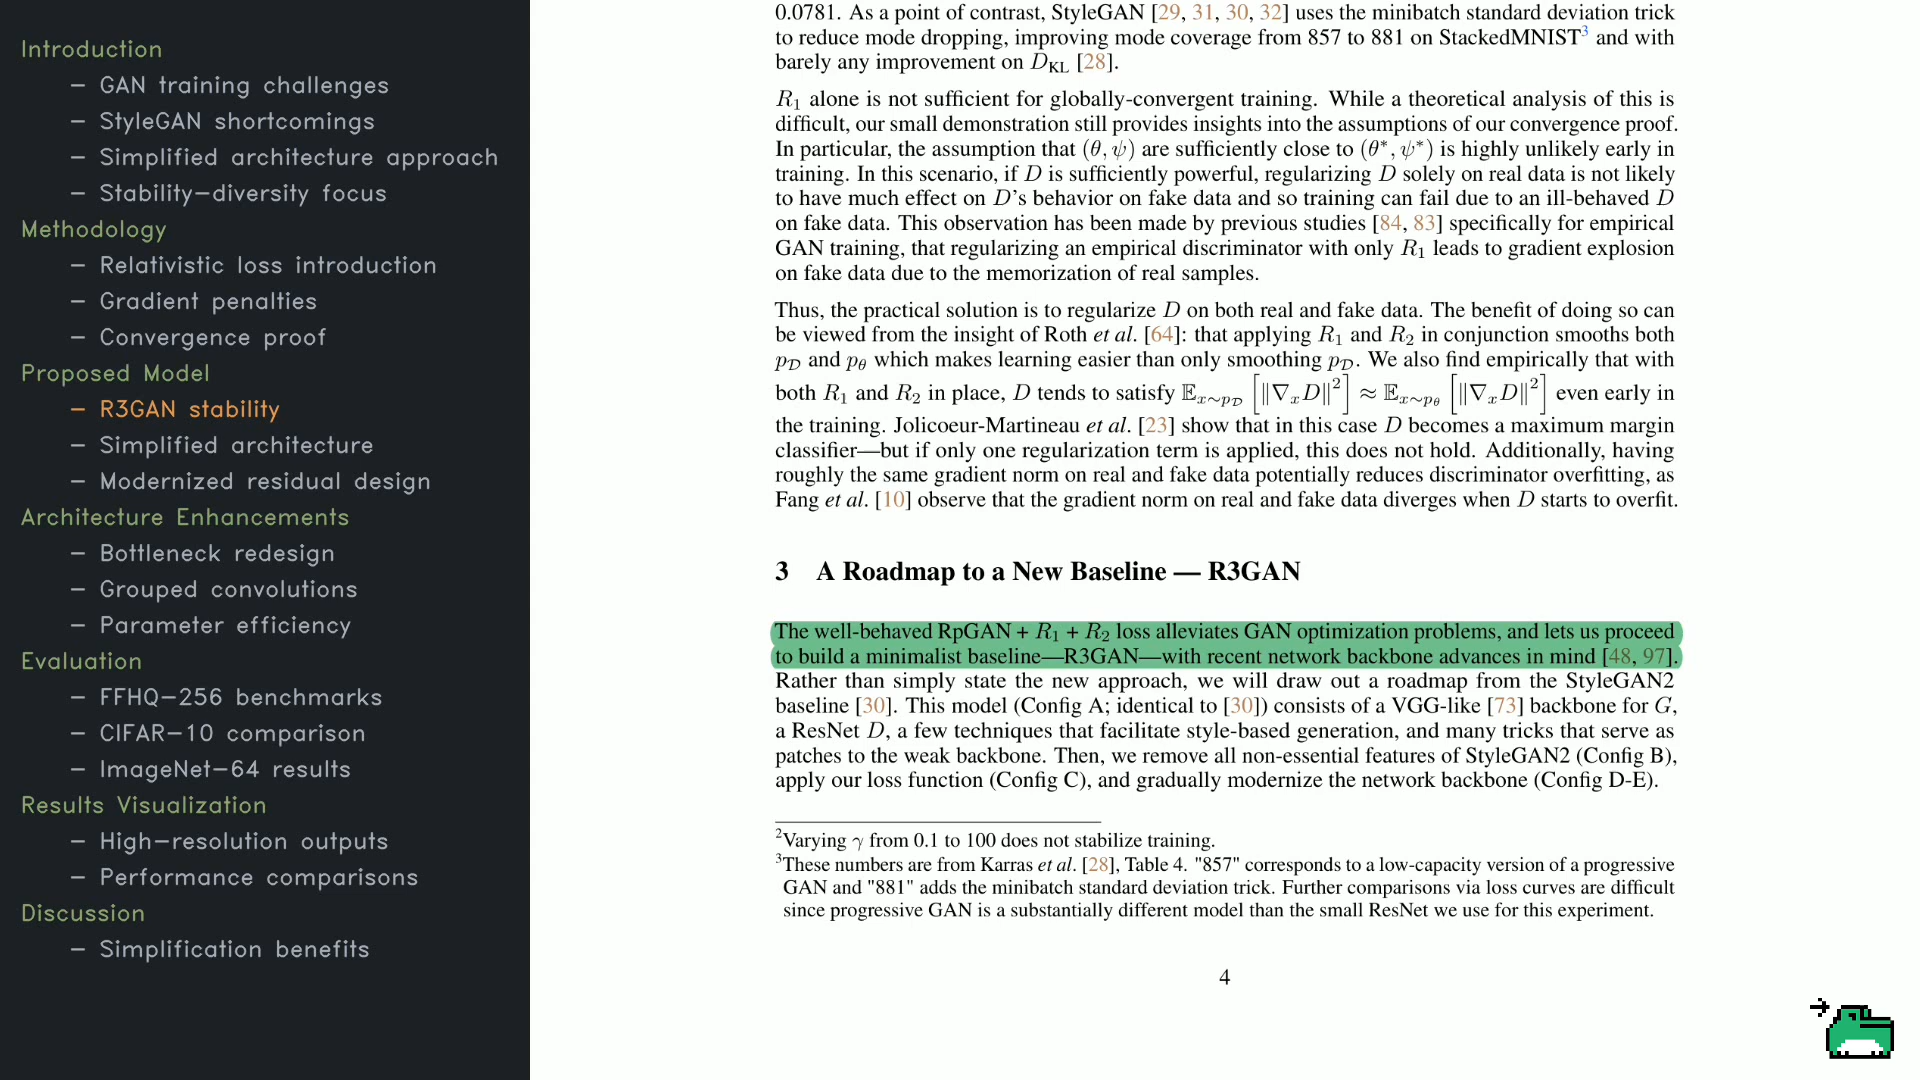 Introduction
– GAN training challenges
– StyleGAN shortcomings
– Simplified architecture approach
– Stability–diversity focus
Methodology
– Relativistic loss introduction
– Gradient penalties
– Convergence proof
Proposed Model
– R3GAN stability
– Simplified architecture
– Modernized residual design
Architecture Enhancements
– Bottleneck redesign
– Grouped convolutions
– Parameter efficiency
Evaluation
– FFHQ–256 benchmarks
– CIFAR–10 comparison
– ImageNet–64 results
Results Visualization
– High–resolution outputs
– Performance comparisons
Discussion
– Simplification benefits
0.0781. As a point of contrast, StyleGAN [29, 31, 30, 32] uses the minibatch standard deviation trick
to reduce mode dropping, improving mode coverage from 857 to 881 on StackedMNIST³ and with
barely any improvement on D_KL [28].
R₁ alone is not sufficient for globally-convergent training. While a theoretical analysis of this is
difficult, our small demonstration still provides insights into the assumptions of our convergence proof.
In particular, the assumption that (θ, ψ) are sufficiently close to (θ*, ψ*) is highly unlikely early in
training. In this scenario, if D is sufficiently powerful, regularizing D solely on real data is not likely
to have much effect on D's behavior on fake data and so training can fail due to an ill-behaved D
on fake data. This observation has been made by previous studies [84, 83] specifically for empirical
GAN training, that regularizing an empirical discriminator with only R₁ leads to gradient explosion
on fake data due to the memorization of real samples.
Thus, the practical solution is to regularize D on both real and fake data. The benefit of doing so can
be viewed from the insight of Roth et al. [64]: that applying R₁ and R₂ in conjunction smooths both
p_𝒟 and p_θ which makes learning easier than only smoothing p_𝒟. We also find empirically that with
both R₁ and R₂ in place, D tends to satisfy 𝔼_{x∼p_𝒟} [‖∇ₓD‖²] ≈ 𝔼_{x∼p_θ} [‖∇ₓD‖²] even early in
the training. Jolicoeur-Martineau et al. [23] show that in this case D becomes a maximum margin
classifier—but if only one regularization term is applied, this does not hold. Additionally, having
roughly the same gradient norm on real and fake data potentially reduces discriminator overfitting, as
Fang et al. [10] observe that the gradient norm on real and fake data diverges when D starts to overfit.
3 A Roadmap to a New Baseline — R3GAN
The well-behaved RpGAN + R₁ + R₂ loss alleviates GAN optimization problems, and lets us proceed
to build a minimalist baseline—R3GAN—with recent network backbone advances in mind [48, 97].
Rather than simply state the new approach, we will draw out a roadmap from the StyleGAN2
baseline [30]. This model (Config A; identical to [30]) consists of a VGG-like [73] backbone for G,
a ResNet D, a few techniques that facilitate style-based generation, and many tricks that serve as
patches to the weak backbone. Then, we remove all non-essential features of StyleGAN2 (Config B),
apply our loss function (Config C), and gradually modernize the network backbone (Config D-E).
²Varying γ from 0.1 to 100 does not stabilize training.
³These numbers are from Karras et al. [28], Table 4. "857" corresponds to a low-capacity version of a progressive
GAN and "881" adds the minibatch standard deviation trick. Further comparisons via loss curves are difficult
since progressive GAN is a substantially different model than the small ResNet we use for this experiment.
4